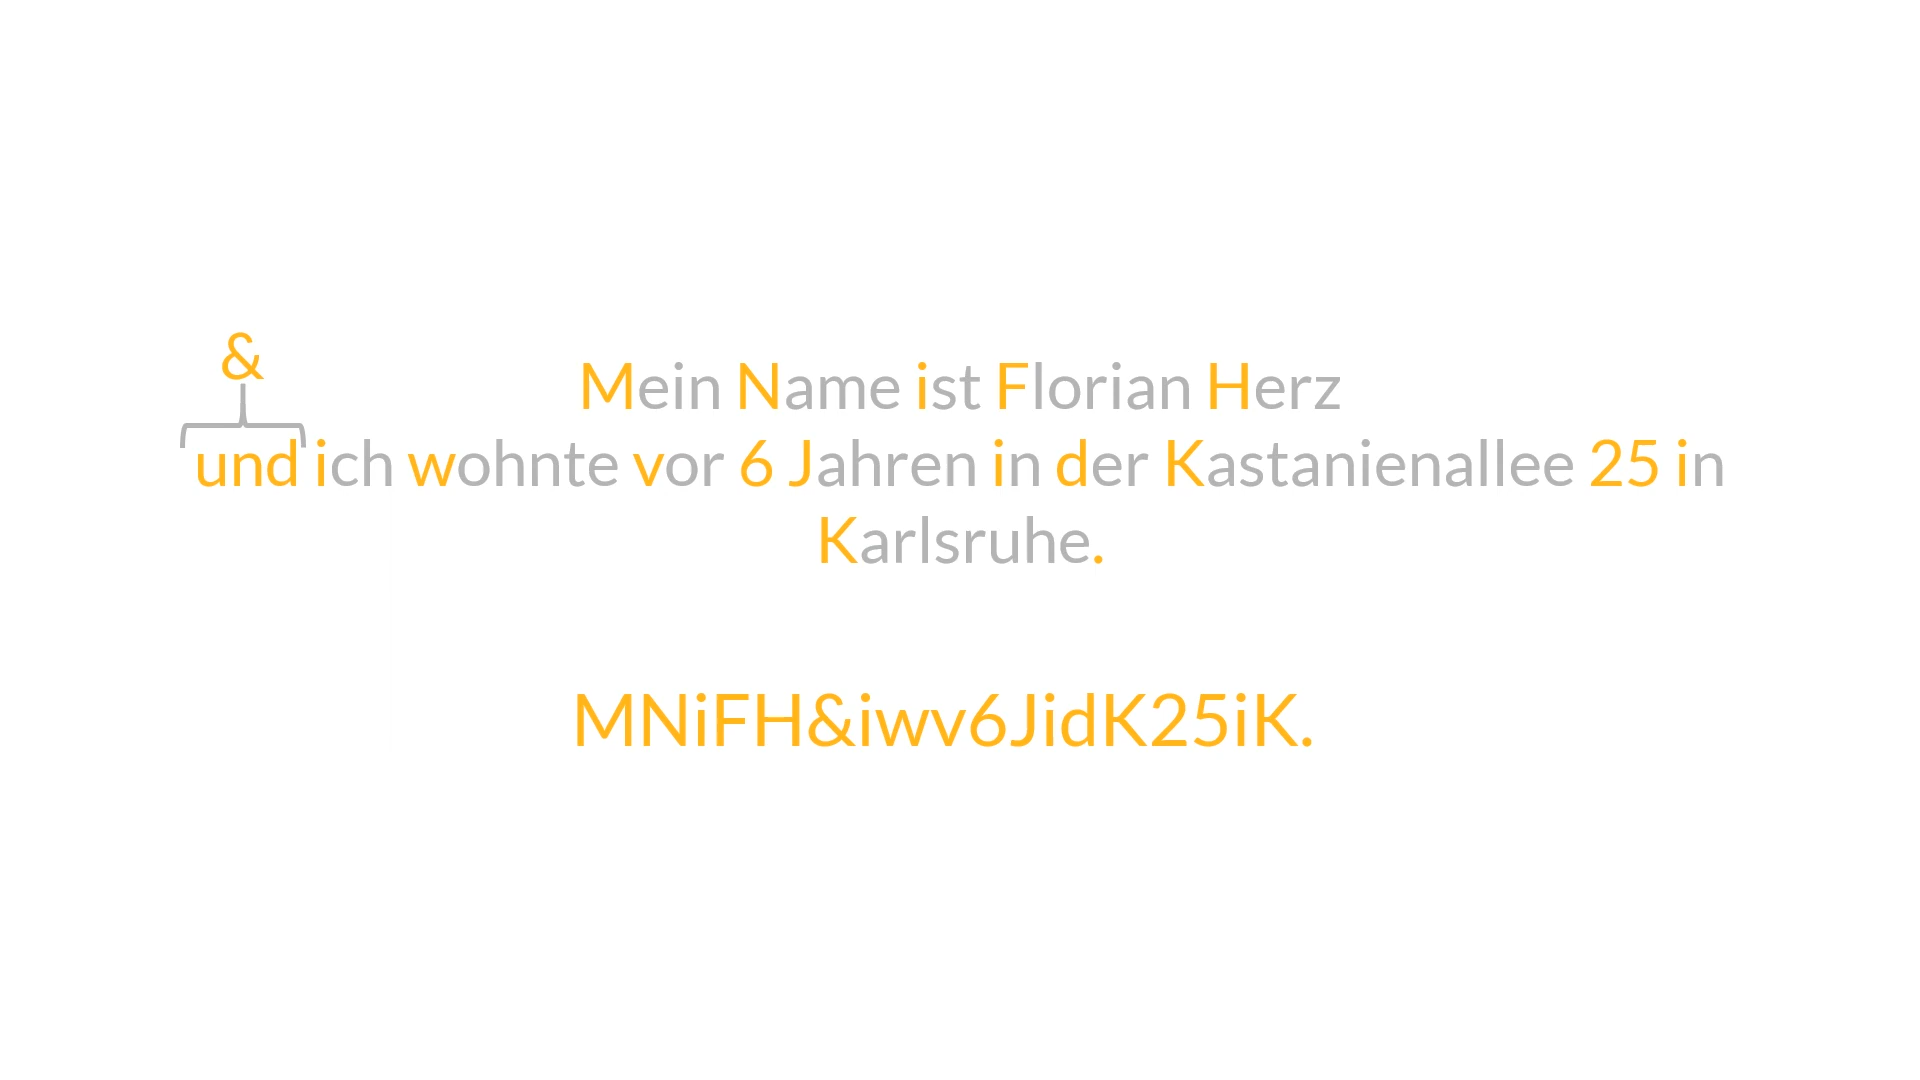 &
Mein Name ist Florian Herz
und ich wohnte vor 6 Jahren in der Kastanienallee 25 in
Karlsruhe.
MNiFH&iwv6JidK25iK.